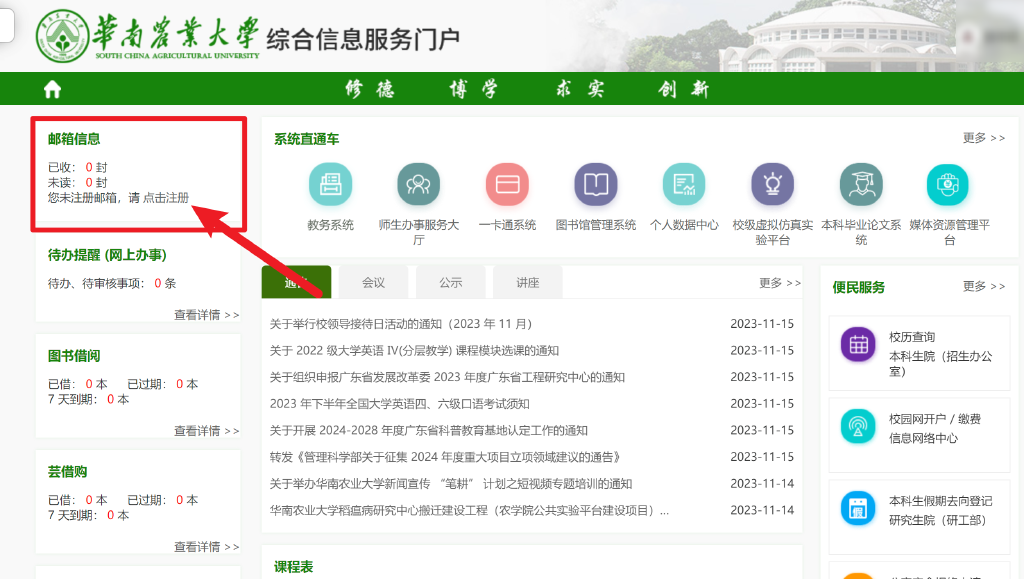 華南農業大學
SOUTH CHINA AGRICULTURAL UNIVERSITY
综合信息服务门户
修德 博学 求实 创新
邮箱信息
已收： 0 封
未读： 0 封
您未注册邮箱，请 点击注册
待办提醒 (网上办事)
待办、待审核事项： 0 条
查看详情 >>
图书借阅
已借： 0 本 已过期： 0 本
7 天到期： 0 本
查看详情 >>
芸借购
已借： 0 本 已过期： 0 本
7 天到期： 0 本
查看详情 >>
系统直通车
更多 >>
教务系统
师生办事服务大
厅
一卡通系统
图书馆管理系统
个人数据中心
校级虚拟仿真实
验平台
本科毕业论文系
统
媒体资源管理平
台
会议
公示
讲座
更多 >>
关于举行校领导接待日活动的通知（2023 年 11 月） 2023-11-15
关于 2022 级大学英语 IV(分层教学) 课程模块选课的通知 2023-11-15
关于组织申报广东省发展改革委 2023 年度广东省工程研究中心的通知 2023-11-15
2023 年下半年全国大学英语四、六级口语考试须知 2023-11-15
关于开展 2024-2028 年度广东省科普教育基地认定工作的通知 2023-11-15
转发《管理科学部关于征集 2024 年度重大项目立项领域建议的通告》 2023-11-15
关于举办华南农业大学新闻宣传 “笔耕” 计划之短视频专题培训的通知 2023-11-14
华南农业大学稻瘟病研究中心搬迁建设工程（农学院公共实验平台建设项目）... 2023-11-14
课程表
便民服务
更多 >>
校历查询
本科生院（招生办公
室）
校园网开户 / 缴费
信息网络中心
假
本科生假期去向登记
研究生院（研工部）